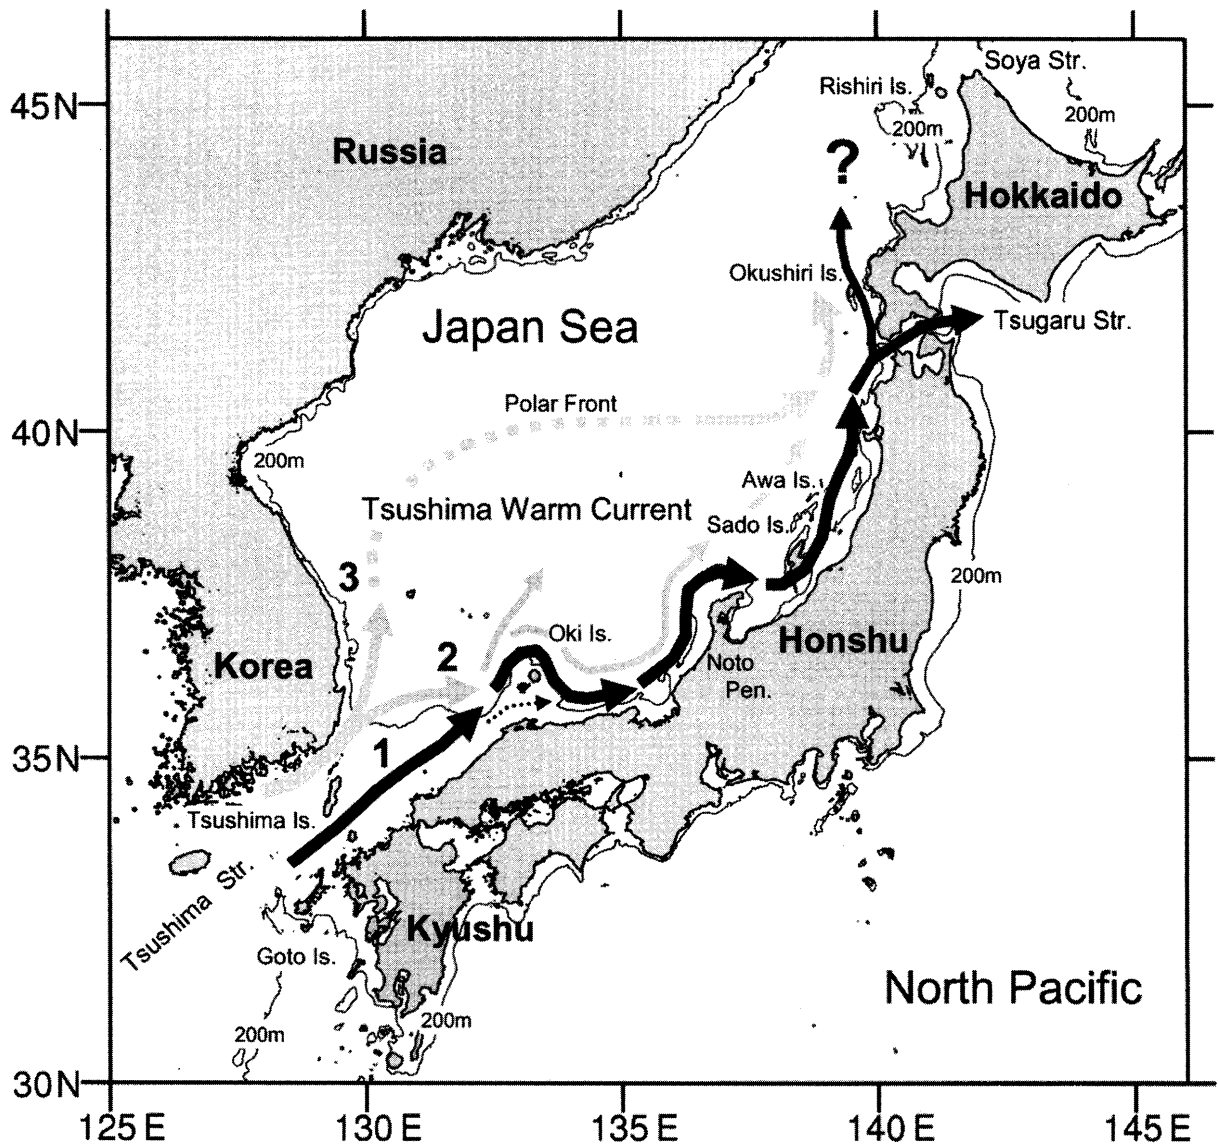 Soya Str.
Rishiri Is.
45N
200m
200m
Russia
?
Hokkaido
Okushiri Is.
Japan Sea
Tsugaru Str.
Polar Front
40N
200m
Awa Is.
Tsushima Warm Current
Sado Is.
3
200m
Oki Is.
Honshu
2
Korea
Noto
Pen.
1
35N
Tsushima Is.
Tsushima Str.
Kyushu
Goto Is.
North Pacific
200m
200m
30N
125E
130E
135E
140E
145E